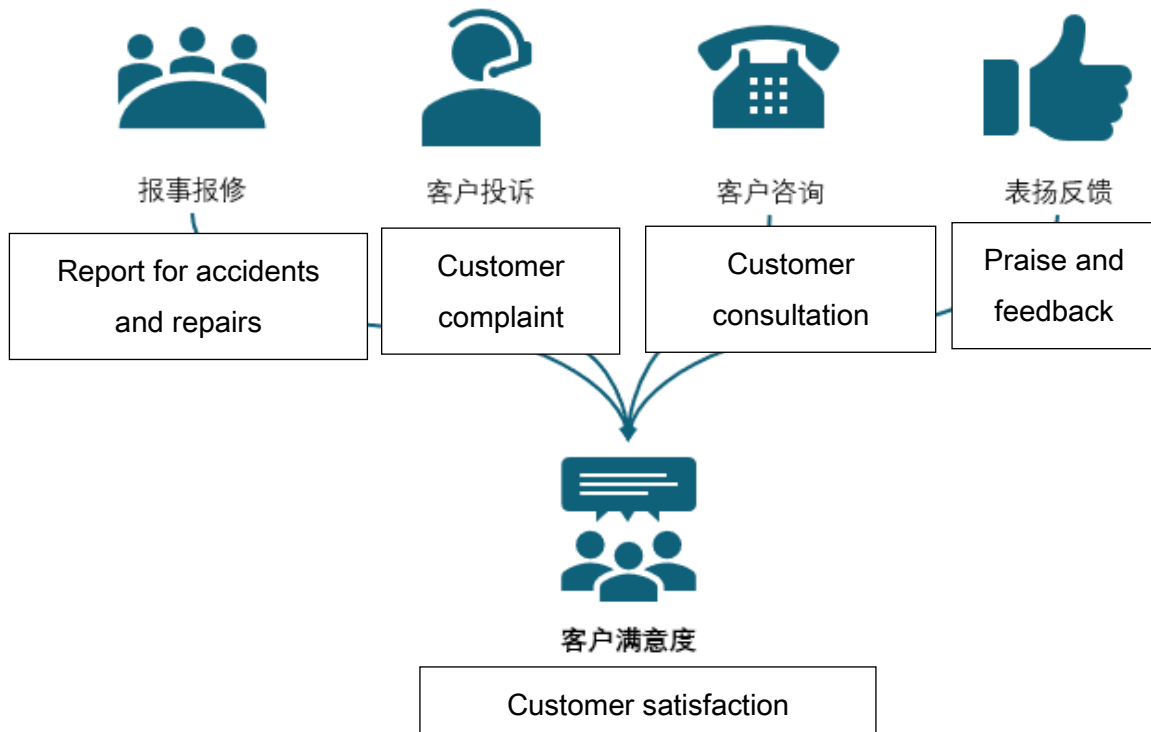 报事报修
客户投诉
客户咨询
表扬反馈
Report for accidents
and repairs
Customer
complaint
Customer
consultation
Praise and
feedback
客户满意度
Customer satisfaction